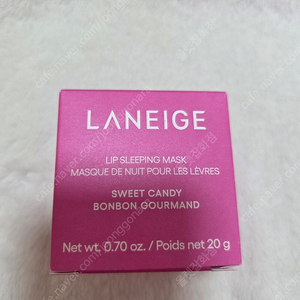 LANEIGE
LIP SLEEPING MASK
MASQUE DE NUIT POUR LES LÈVRES
SWEET CANDY
BONBON GOURMAND
Net wt. 0.70 oz. / Poids net 20 g